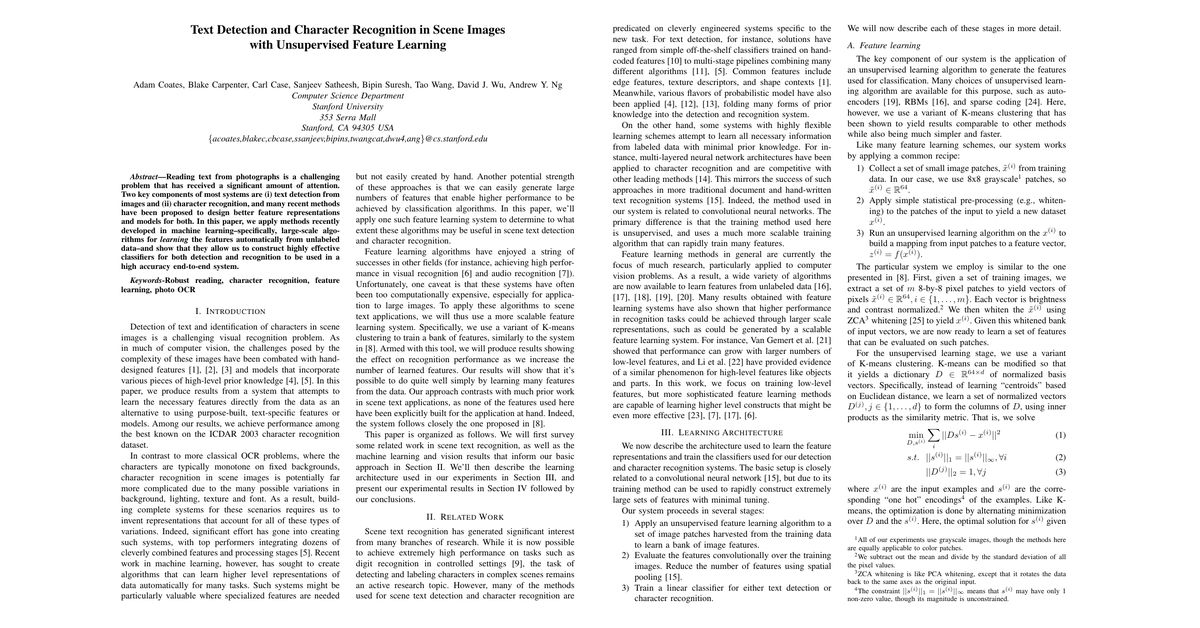 Text Detection and Character Recognition in Scene Images
with Unsupervised Feature Learning
Adam Coates, Blake Carpenter, Carl Case, Sanjeev Satheesh, Bipin Suresh, Tao Wang, David J. Wu, Andrew Y. Ng
Computer Science Department
Stanford University
353 Serra Mall
Stanford, CA 94305 USA
{acoates,blakec,cbcase,ssanjeev,bipins,twangcat,dwu4,ang}@cs.stanford.edu
Abstract—Reading text from photographs is a challenging
problem that has received a significant amount of attention.
Two key components of most systems are (i) text detection from
images and (ii) character recognition, and many recent methods
have been proposed to design better feature representations
and models for both. In this paper, we apply methods recently
developed in machine learning–specifically, large-scale algo-
rithms for learning the features automatically from unlabeled
data–and show that they allow us to construct highly effective
classifiers for both detection and recognition to be used in a
high accuracy end-to-end system.
Keywords-Robust reading, character recognition, feature
learning, photo OCR
I. INTRODUCTION
Detection of text and identification of characters in scene
images is a challenging visual recognition problem. As
in much of computer vision, the challenges posed by the
complexity of these images have been combated with hand-
designed features [1], [2], [3] and models that incorporate
various pieces of high-level prior knowledge [4], [5]. In this
paper, we produce results from a system that attempts to
learn the necessary features directly from the data as an
alternative to using purpose-built, text-specific features or
models. Among our results, we achieve performance among
the best known on the ICDAR 2003 character recognition
dataset.
In contrast to more classical OCR problems, where the
characters are typically monotone on fixed backgrounds,
character recognition in scene images is potentially far
more complicated due to the many possible variations in
background, lighting, texture and font. As a result, build-
ing complete systems for these scenarios requires us to
invent representations that account for all of these types of
variations. Indeed, significant effort has gone into creating
such systems, with top performers integrating dozens of
cleverly combined features and processing stages [5]. Recent
work in machine learning, however, has sought to create
algorithms that can learn higher level representations of
data automatically for many tasks. Such systems might be
particularly valuable where specialized features are needed
but not easily created by hand. Another potential strength
of these approaches is that we can easily generate large
numbers of features that enable higher performance to be
achieved by classification algorithms. In this paper, we'll
apply one such feature learning system to determine to what
extent these algorithms may be useful in scene text detection
and character recognition.
Feature learning algorithms have enjoyed a string of
successes in other fields (for instance, achieving high perfor-
mance in visual recognition [6] and audio recognition [7]).
Unfortunately, one caveat is that these systems have often
been too computationally expensive, especially for applica-
tion to large images. To apply these algorithms to scene
text applications, we will thus use a more scalable feature
learning system. Specifically, we use a variant of K-means
clustering to train a bank of features, similarly to the system
in [8]. Armed with this tool, we will produce results showing
the effect on recognition performance as we increase the
number of learned features. Our results will show that it's
possible to do quite well simply by learning many features
from the data. Our approach contrasts with much prior work
in scene text applications, as none of the features used
here have been explicitly built for the application at hand. Indeed,
the system follows closely the one proposed in [8].
This paper is organized as follows. We will first survey
some related work in scene text recognition, as well as the
machine learning and vision results that inform our basic
approach in Section II. We'll then describe the learning
architecture used in our experiments in Section III, and
present our experimental results in Section IV followed by
our conclusions.
II. RELATED WORK
Scene text recognition has generated significant interest
from many branches of research. While it is now possible
to achieve extremely high performance on tasks such as
digit recognition in controlled settings [9], the task of
detecting and labeling characters in complex scenes remains
an active research topic. However, many of the methods
used for scene text detection and character recognition are
predicated on cleverly engineered systems specific to the
new task. For text detection, for instance, solutions have
ranged from simple off-the-shelf classifiers trained on hand-
coded features [10] to multi-stage pipelines combining many
different algorithms [11], [5]. Common features include
edge features, texture descriptors, and shape contexts [1].
Meanwhile, various flavors of probabilistic model have also
been applied [4], [12], [13], folding many forms of prior
knowledge into the detection and recognition system.
On the other hand, some systems with highly flexible
learning schemes attempt to learn all necessary information
from labeled data with minimal prior knowledge. For in-
stance, multi-layered neural network architectures have been
applied to character recognition and are competitive with
other leading methods [14]. This mirrors the success of such
approaches in more traditional document and hand-written
text recognition systems [15]. Indeed, the method used in
our system is related to convolutional neural networks. The
primary difference is that the training method used here
is unsupervised, and uses a much more scalable training
algorithm that can rapidly train many features.
Feature learning methods in general are currently the
focus of much research, particularly applied to computer
vision problems. As a result, a wide variety of algorithms
are now available to learn features from unlabeled data [16],
[17], [18], [19], [20]. Many results obtained with feature
learning systems have also shown that higher performance
in recognition tasks could be achieved through larger scale
representations, such as could be generated by a scalable
feature learning system. For instance, Van Gemert et al. [21]
showed that performance can grow with larger numbers of
low-level features, and Li et al. [22] have provided evidence
of a similar phenomenon for high-level features like objects
and parts. In this work, we focus on training low-level
features, but more sophisticated feature learning methods
are capable of learning higher level constructs that might be
even more effective [23], [7], [17], [6].
III. LEARNING ARCHITECTURE
We now describe the architecture used to learn the feature
representations and train the classifiers used for our detection
and character recognition systems. The basic setup is closely
related to a convolutional neural network [15], but due to its
training method can be used to rapidly construct extremely
large sets of features with minimal tuning.
Our system proceeds in several stages:
1) Apply an unsupervised feature learning algorithm to a
set of image patches harvested from the training data
to learn a bank of image features.
2) Evaluate the features convolutionally over the training
images. Reduce the number of features using spatial
pooling [15].
3) Train a linear classifier for either text detection or
character recognition.
We will now describe each of these stages in more detail.
A. Feature learning
The key component of our system is the application of
an unsupervised learning algorithm to generate the features
used for classification. Many choices of unsupervised learn-
ing algorithm are available for this purpose, such as auto-
encoders [19], RBMs [16], and sparse coding [24]. Here,
however, we use a variant of K-means clustering that has
been shown to yield results comparable to other methods
while also being much simpler and faster.
Like many feature learning schemes, our system works
by applying a common recipe:
1) Collect a set of small image patches, x̃^(i) from training
data. In our case, we use 8x8 grayscale¹ patches, so
x̃^(i) ∈ ℝ^64.
2) Apply simple statistical pre-processing (e.g., whiten-
ing) to the patches of the input to yield a new dataset
x^(i).
3) Run an unsupervised learning algorithm on the x^(i) to
build a mapping from input patches to a feature vector,
z^(i) = f(x^(i)).
The particular system we employ is similar to the one
presented in [8]. First, given a set of training images, we
extract a set of m 8-by-8 pixel patches to yield vectors of
pixels x̃^(i) ∈ ℝ^64, i ∈ {1, . . . , m}. Each vector is brightness
and contrast normalized.² We then whiten the x̃^(i) using
ZCA³ whitening [25] to yield x^(i). Given this whitened bank
of input vectors, we are now ready to learn a set of features
that can be evaluated on such patches.
For the unsupervised learning stage, we use a variant
of K-means clustering. K-means can be modified so that
it yields a dictionary D ∈ ℝ^(64×d) of normalized basis
vectors. Specifically, instead of learning "centroids" based
on Euclidean distance, we learn a set of normalized vectors
D^(j), j ∈ {1, . . . , d} to form the columns of D, using inner
products as the similarity metric. That is, we solve
min_{D,s^(i)} ∑_i ||Ds^(i) − x^(i)||² (1)
s.t. ||s^(i)||₁ = ||s^(i)||_∞, ∀i (2)
||D^(j)||₂ = 1, ∀j (3)
where x^(i) are the input examples and s^(i) are the corre-
sponding "one hot" encodings⁴ of the examples. Like K-
means, the optimization is done by alternating minimization
over D and the s^(i). Here, the optimal solution for s^(i) given
¹All of our experiments use grayscale images, though the methods here
are equally applicable to color patches.
²We subtract out the mean and divide by the standard deviation of all
the pixel values.
³ZCA whitening is like PCA whitening, except that it rotates the data
back to the same axes as the original input.
⁴The constraint ||s^(i)||₁ = ||s^(i)||_∞ means that s^(i) may have only 1
non-zero value, though its magnitude is unconstrained.